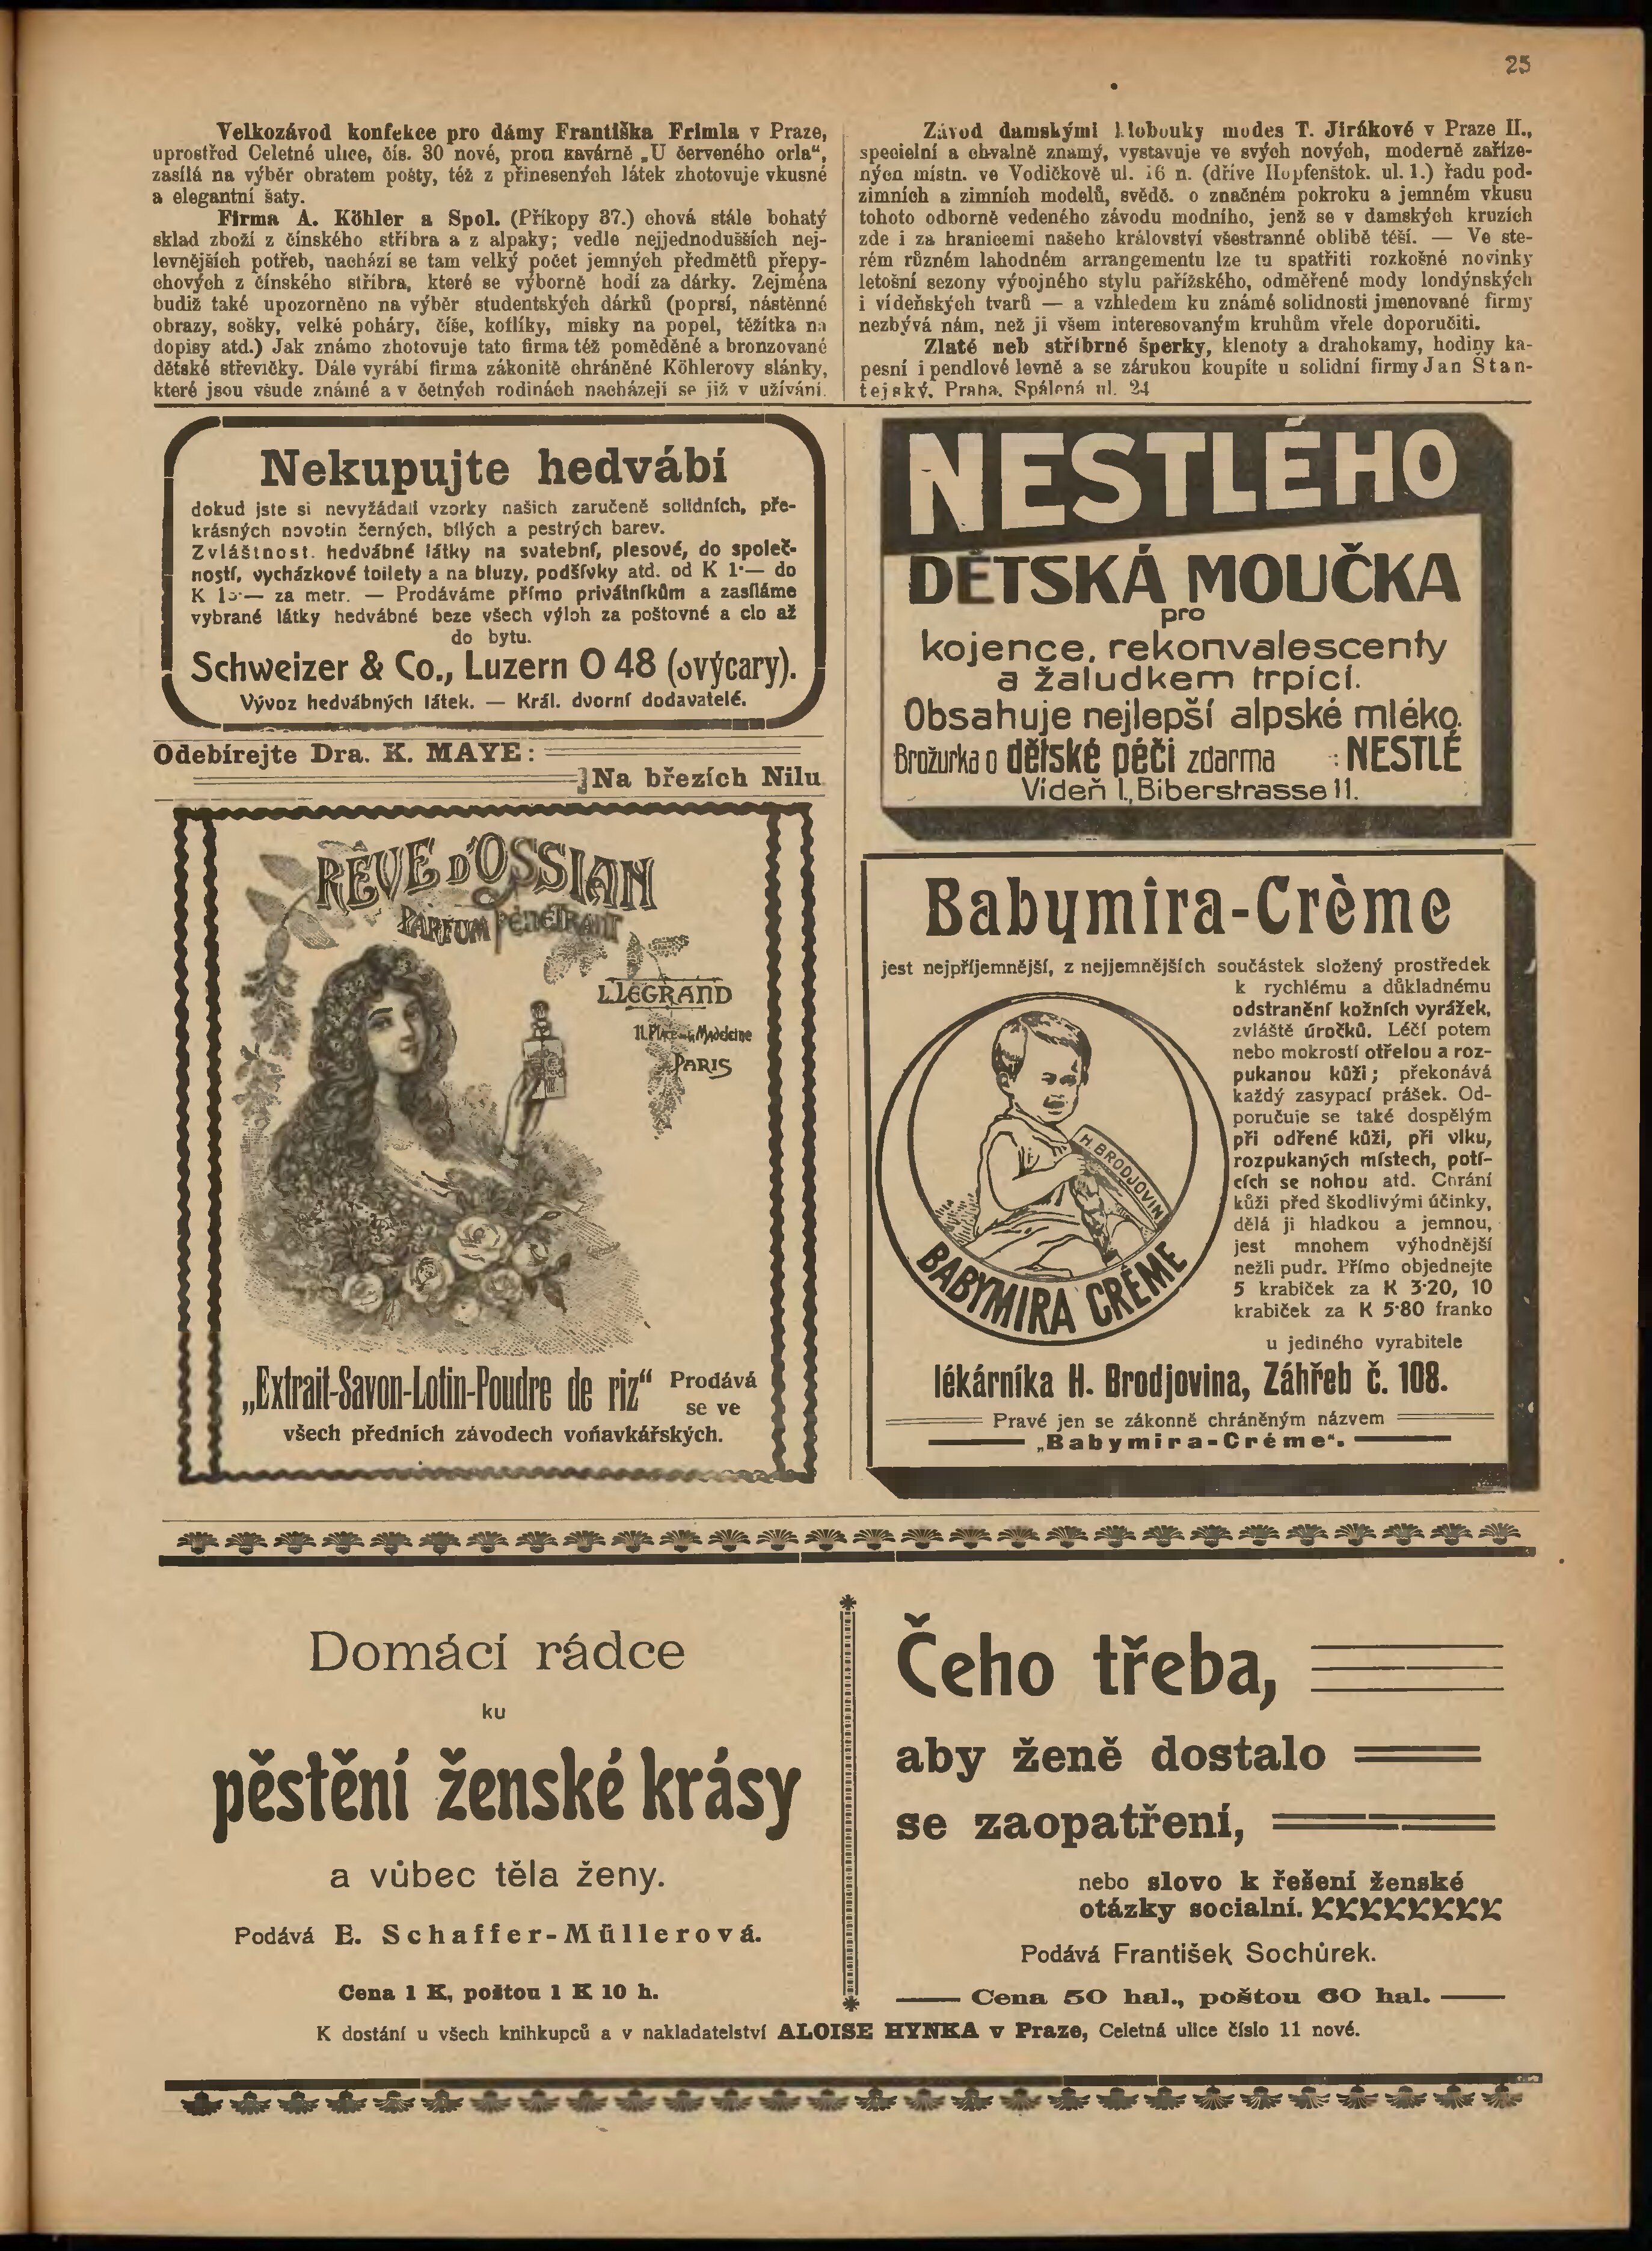 25
Velkozávod konfekce pro dámy Františka Frimla v Praze,
uprostřed Celetné ulice, čís. 30 nové, proti kavárně „U červeného orla“,
zasílá na výběr obratem pošty, též z přinesených látek zhotovuje vkusné
a elegantní šaty.
Firma A. Köhler a Spol. (Příkopy 37.) chová stále bohatý
sklad zboží z čínského stříbra a z alpaky; vedle nejjednodušších nej-
levnějších potřeb, nachází se tam velký počet jemných předmětů přepy-
chových z čínského stříbra, které se výborně hodí za dárky. Zejména
budiž také upozorněno na výběr studentských dárků (poprsí, nástěnné
obrazy, sošky, velké poháry, číše, kotlíky, misky na popel, těžítka na
dopisy atd.) Jak známo zhotovuje tato firma též poměděné a bronzované
dětské střevíčky. Dále vyrábí firma zákonitě chráněné Köhlerovy slánky,
které jsou všude známé a v četných rodinách nacházejí se již v užívání.
Závod damskými klobouky modes T. Jirákové v Praze II.,
specielní a chvalně známý, vystavuje ve svých nových, moderně zaříze-
ných místn. ve Vodičkově ul. 16 n. (dříve Hopfenštok. ul. 1.) řadu pod-
zimních a zimních modelů, svědč. o značném pokroku a jemném vkusu
tohoto odborně vedeného závodu modního, jenž se v damských kruzích
zde i za hranicemi našeho království všestranné oblibě těší. — Ve ste-
rém různém lahodném arrangementu lze tu spatřiti rozkošné novinky
letošní sezony výbojného stylu pařížského, odměřené mody londýnských
i vídeňských tvarů — a vzhledem ku známé solidnosti jmenované firmy
nezbývá nám, než ji všem interesovaným kruhům vřele doporučiti.
Zlaté neb stříbrné šperky, klenoty a drahokamy, hodiny ka-
pesní i pendlové levně a se zárukou koupíte u solidní firmy Jan Stan-
tejský, Praha, Spálená ul. 24
Nekupujte hedvábí
dokud jste si nevyžádali vzorky našich zaručeně solidních, pře-
krásných novotin černých, bílých a pestrých barev.
Zvláštnost. hedvábné látky na svatební, plesové, do společ-
ností, vycházkové toilety a na bluzy, podšívky atd. od K 1·— do
K — za metr. — Prodáváme přímo privátníkům a zasíláme
vybrané látky hedvábné beze všech výloh za poštovné a clo až
do bytu.
Schweizer & Co., Luzern O 48 (Švýcary).
Vývoz hedvábných látek. — Král. dvorní dodavatelé.
Odebírejte Dra. K. MAYE:
Na březích Nilu
NESTLÉHO
DĚTSKÁ MOUČKA
pro
kojence, rekonvalescenty
a žaludkem trpící.
Obsahuje nejlepší alpské mléko.
Brožurka o dětské péči zdarma : NESTLÉ
Vídeň I., Biberstrasse 11.
RÊVE D'OSSIAN
PARFUM PÉNÉTRANT
L. LEGRAND
11. Place de la Madeleine
PARIS
„Extrait-Savon-Lotin-Poudre de riz“ Prodává
se ve
všech předních závodech voňavkářských.
Babymira-Crème
jest nejpříjemnější, z nejjemnějších součástek složený prostředek
k rychlému a důkladnému
odstranění kožních vyrážek,
zvláště úročků. Léčí potem
nebo mokrostí otřelou a roz-
pukanou kůži; překonává
každý zasypací prášek. Od-
poručuje se také dospělým
při odřené kůži, při vlku,
rozpukaných místech, potí-
cích se nohou atd. Chrání
kůži před škodlivými účinky,
dělá ji hladkou a jemnou,
jest mnohem výhodnější
nežli pudr. Přímo objednejte
5 krabiček za K 3·20, 10
krabiček za K 5·80 franko
H. BRODJOVIN
BABYMIRA CRÉME
u jediného vyrabitele
lékárníka H. Brodjovina, Záhřeb č. 108.
Pravé jen se zákonně chráněným názvem
„Babymira-Créme“.
Domácí rádce
ku
pěstění ženské krásy
a vůbec těla ženy.
Podává E. Schaffer-Müllerová.
Cena 1 K, poštou 1 K 10 h.
Čeho třeba,
aby ženě dostalo
se zaopatření,
nebo slovo k řešení ženské
otázky socialní.
Podává František Sochůrek.
Cena 50 hal., poštou 60 hal.
K dostání u všech knihkupců a v nakladatelství ALOISE HYNKA v Praze, Celetná ulice číslo 11 nové.